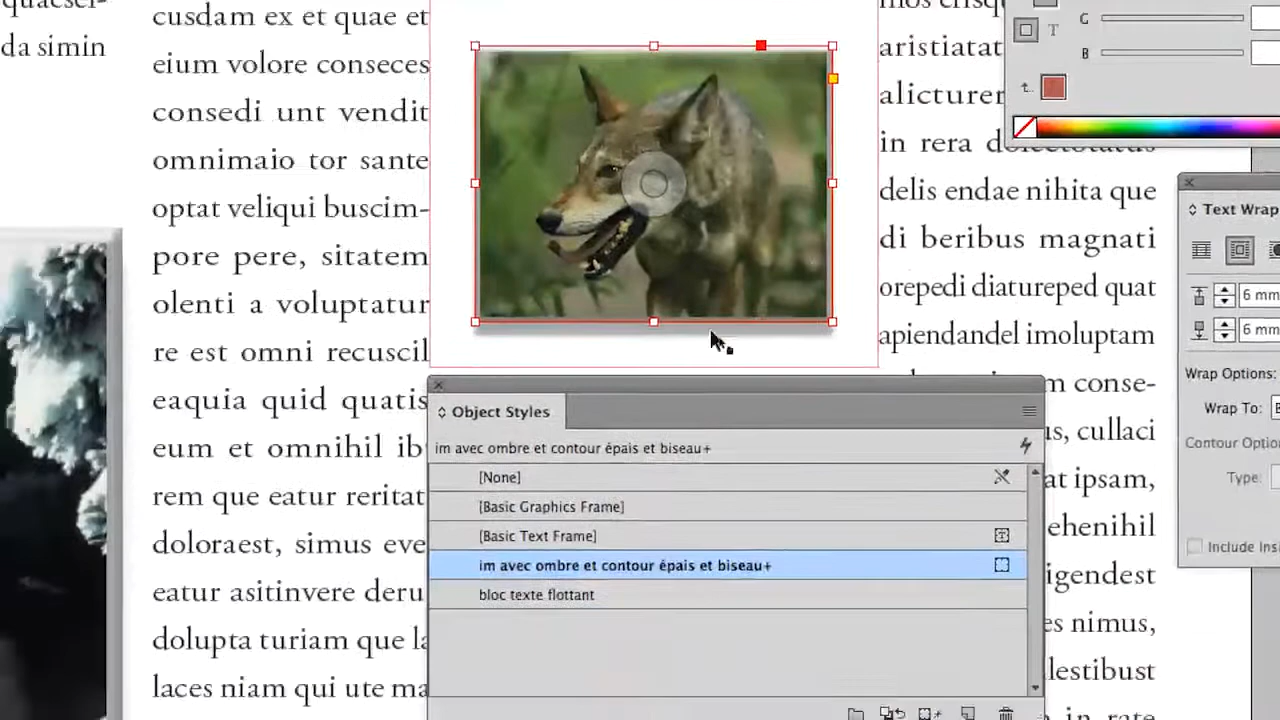 da simin
cusdam ex et quae et
eium volore conseces
consedi unt vendit
omnimaio tor sante
optat veliqui buscim-
pore pere, sitatem
olenti a voluptatur
re est omni recuscil
eaquia quid quatis
eum et omnihil ib
rem que eatur reritat
doloraest, simus eve
eatur asitinvere deru
dolupta turiam que la
laces niam qui ute ma
aristiatat
alicturer
in rera dolectatus
delis endae nihita que
di beribus magnati
orepedi diatureped quat
apiendandel imoluptam
m conse-
us, cullaci
at ipsam,
ehenihil
igendest
es nimus,
lestibust
in rate
G
T
B
Text Wrap
6 mm
6 mm
Wrap Options:
Wrap To:
Contour Optio
Type:
Include Insi
Object Styles
im avec ombre et contour épais et biseau+
[None]
[Basic Graphics Frame]
[Basic Text Frame]
im avec ombre et contour épais et biseau+
bloc texte flottant